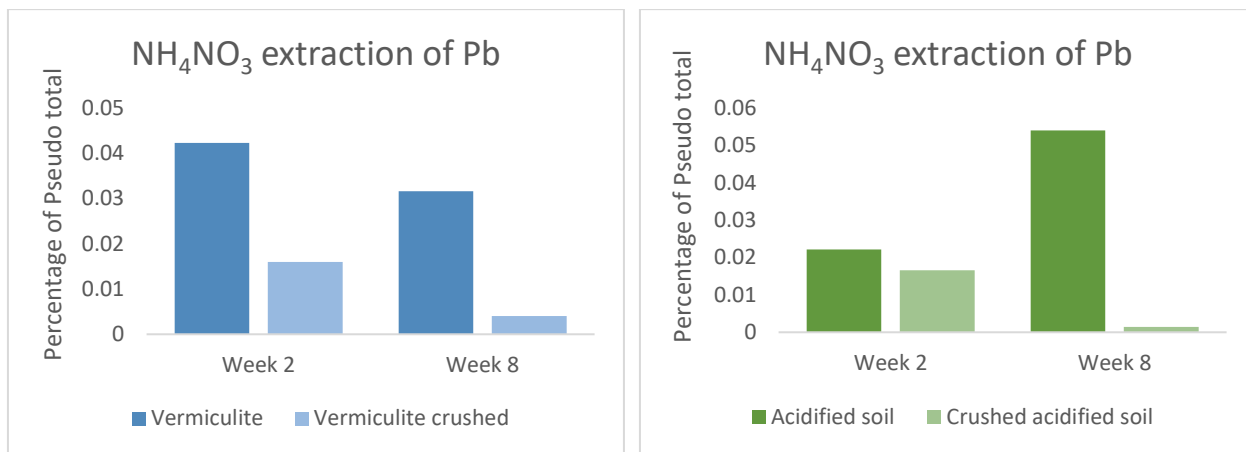 NH₄NO₃ extraction of Pb
Percentage of Pseudo total
0.05
0.04
0.03
0.02
0.01
0
Week 2 Week 8
Vermiculite Vermiculite crushed
NH₄NO₃ extraction of Pb
Percentage of Pseudo total
0.06
0.05
0.04
0.03
0.02
0.01
0
Week 2 Week 8
Acidified soil Crushed acidified soil